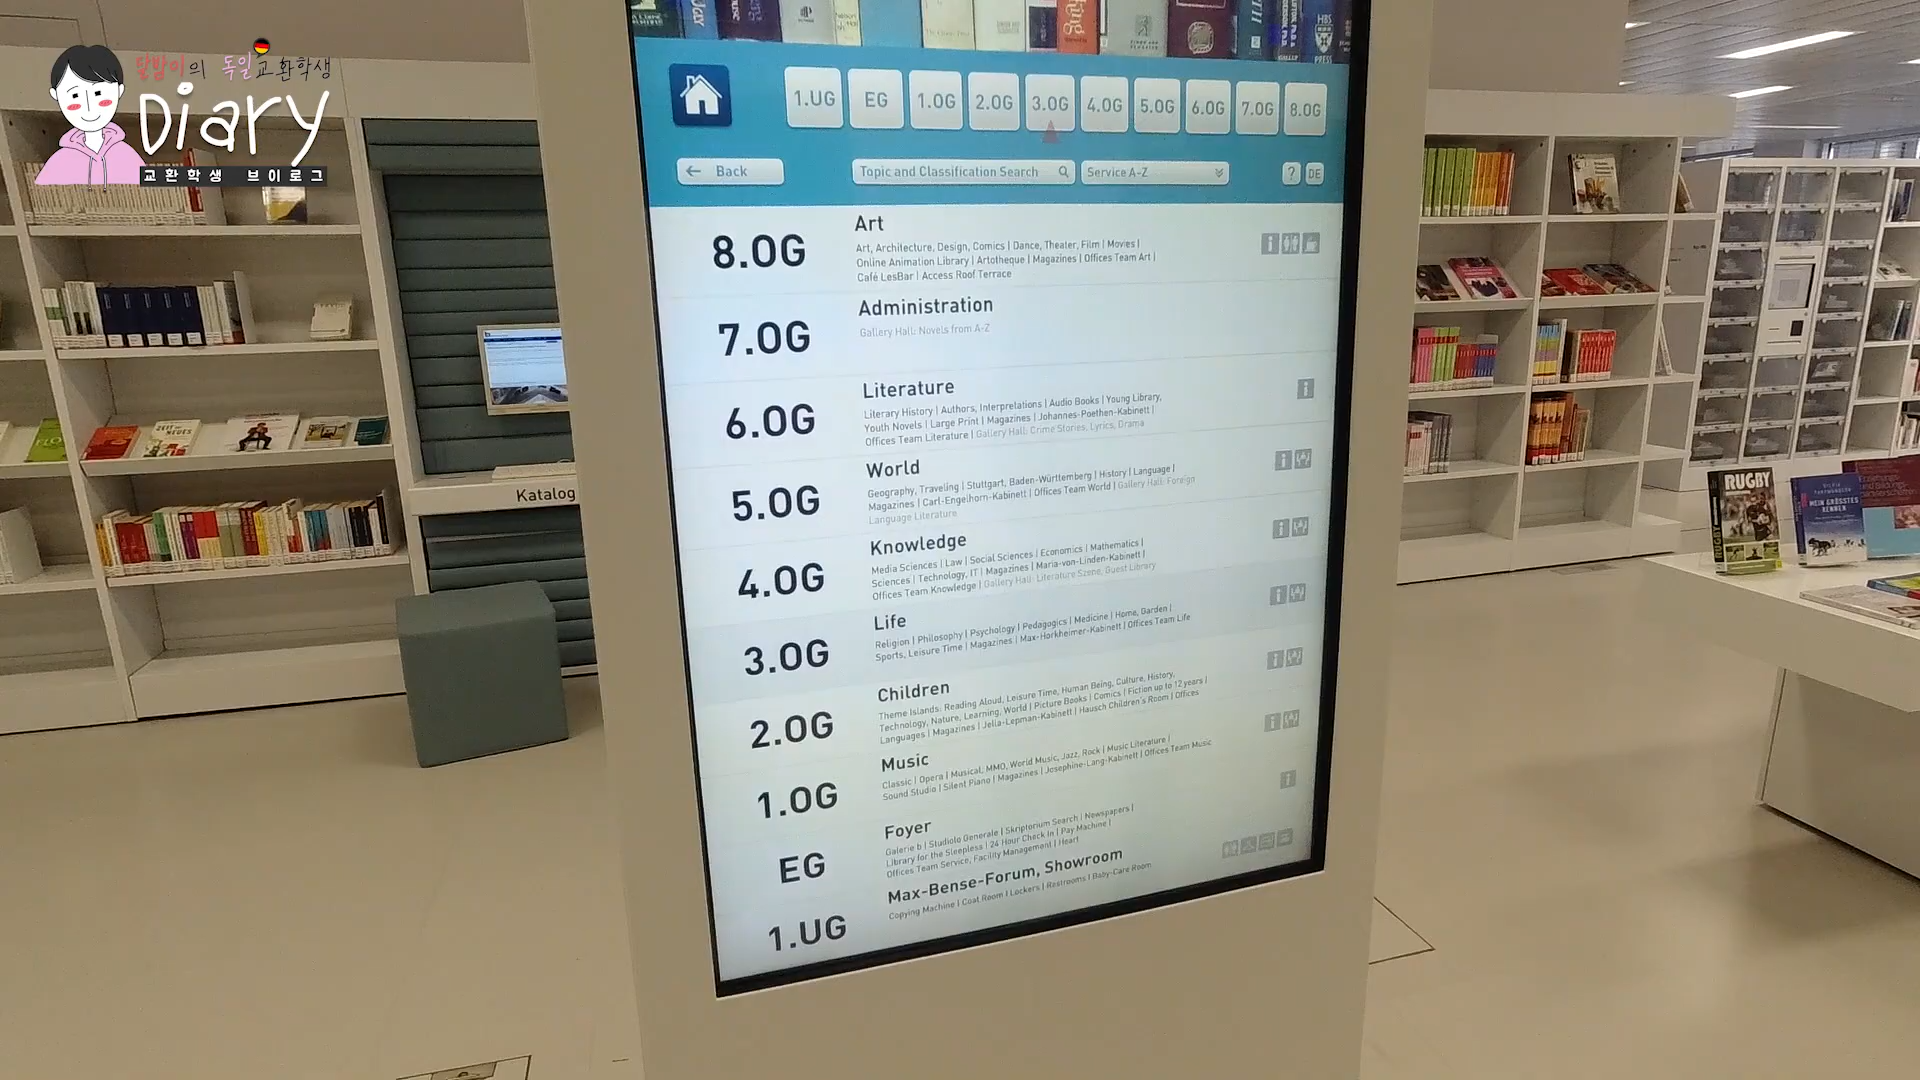 달밤이의 독일교환학생
Diary
교환학생 브이로그
HBS
PRESS
1.UG
EG
1.OG
2.OG
3.OG
4.OG
5.OG
6.OG
7.OG
8.OG
Back
Topic and Classification Search
Service A-Z
?
DE
8.OG
Art
Art, Architecture, Design, Comics | Dance, Theater, Film | Movies |
Online Animation Library | Artotheque | Magazines | Offices Team Art |
Café LesBar | Access Roof Terrace
7.OG
Administration
Gallery Hall: Novels from A-Z
6.OG
Literature
Literary History | Authors, Interpretations | Audio Books | Young Library,
Youth Novels | Large Print | Magazines | Johannes-Poethen-Kabinett |
Offices Team Literature | Gallery Hall: Crime Stories, Lyrics, Drama
5.OG
World
Geography, Traveling | Stuttgart, Baden-Württemberg | History | Language |
Magazines | Carl-Engelhorn-Kabinett | Offices Team World | Gallery Hall: Foreign
Language Literature
4.OG
Knowledge
Media Sciences | Law | Social Sciences | Economics | Mathematics |
Sciences | Technology, IT | Magazines | Maria-von-Linden-Kabinett |
Offices Team Knowledge | Gallery Hall: Literature Scene, Guest Library
3.OG
Life
Religion | Philosophy | Psychology | Pedagogics | Medicine | Home, Garden |
Sports, Leisure Time | Magazines | Max-Horkheimer-Kabinett | Offices Team Life
2.OG
Children
Theme Islands: Reading Aloud, Leisure Time, Human Being, Culture, History,
Technology, Nature, Learning, World | Picture Books | Comics | Fiction up to 12 years |
Languages | Magazines | Jella-Lepman-Kabinett | Hausch Children's Room | Offices
1.OG
Music
Classic | Opera | Musical, MMO, World Music, Jazz, Rock | Music Literature |
Sound Studio | Silent Piano | Magazines | Josephine-Lang-Kabinett | Offices Team Music
EG
Foyer
Galerie b | Studiolo Generale | Skriptorium Search | Newspapers |
Library for the Sleepless | 24 Hour Check In | Pay Machine |
Offices Team Service, Facility Management | Heart
1.UG
Max-Bense-Forum, Showroom
Copying Machine | Coat Room | Lockers | Restrooms | Baby-Care Room
Katalog
RUGBY
MEIN GRÖSSTES
RENNEN